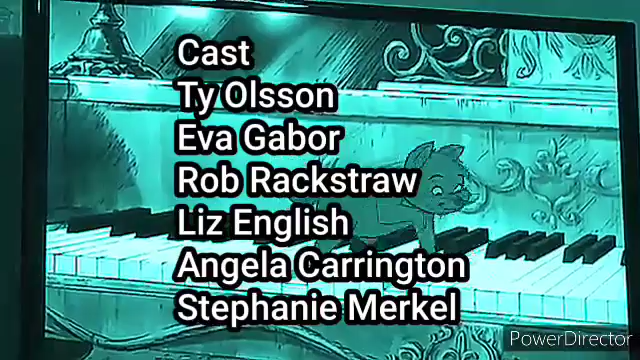 Cast
Ty Olsson
Eva Gabor
Rob Rackstraw
Liz English
Angela Carrington
Stephanie Merkel
PowerDirector